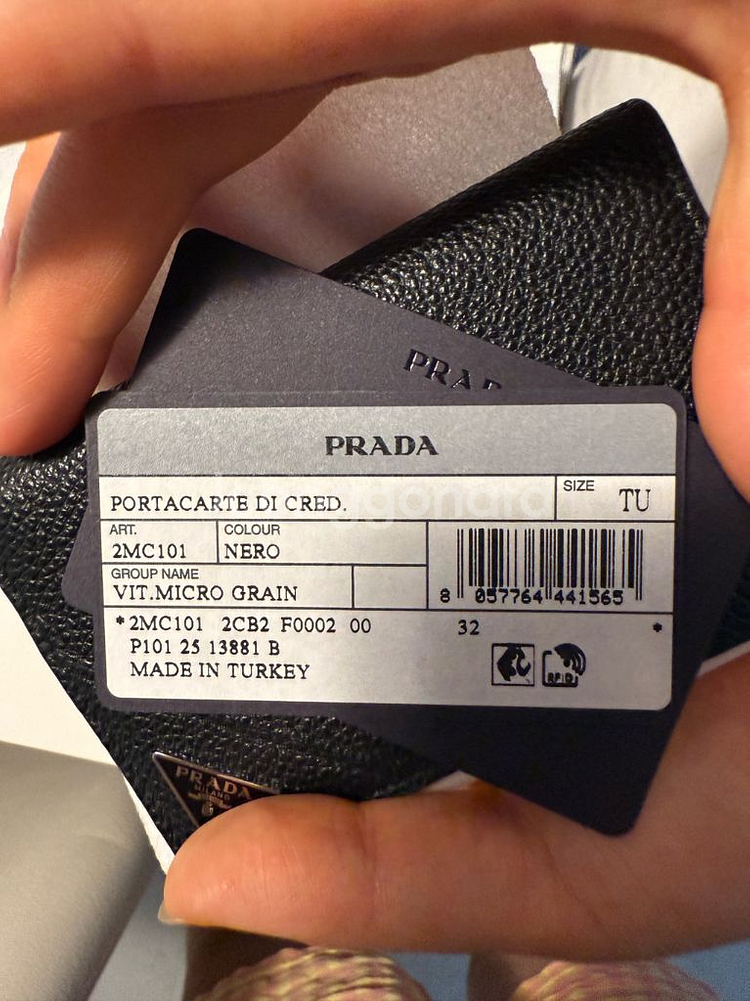 PRADA
PRADA
PORTACARTE DI CRED.
SIZE
TU
ART.
2MC101
COLOUR
NERO
GROUP NAME
VIT.MICRO GRAIN
8 057764 441565
*2MC101 2CB2 F0002 00 32 *
P101 25 13881 B
MADE IN TURKEY
RFID
PRADA
MILANO